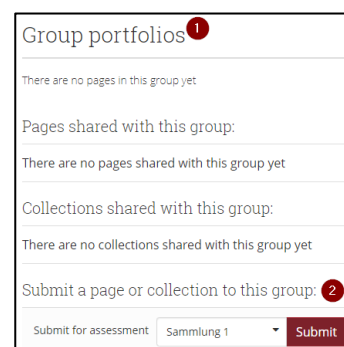 Group portfolios 1
There are no pages in this group yet
Pages shared with this group:
There are no pages shared with this group yet
Collections shared with this group:
There are no collections shared with this group yet
Submit a page or collection to this group: 2
Submit for assessment Sammlung 1 Submit